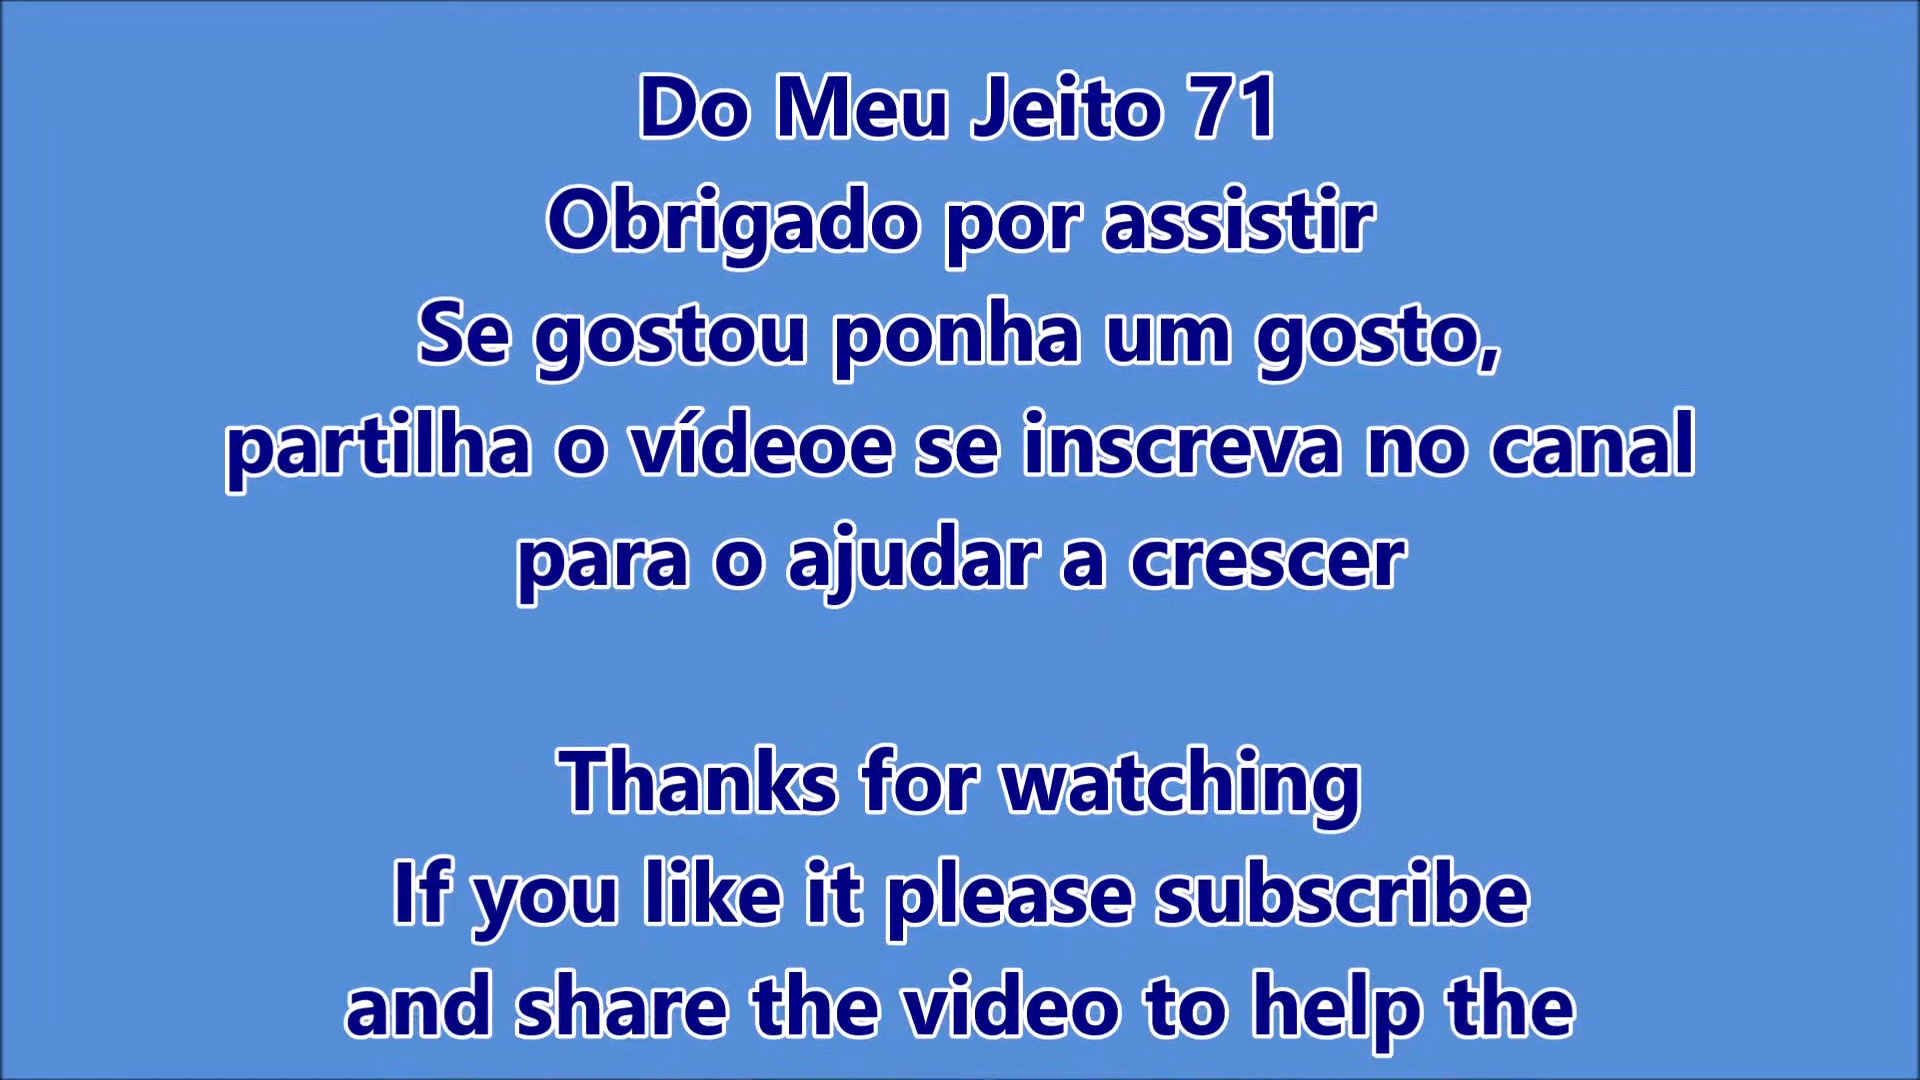 Do Meu Jeito 71
Obrigado por assistir
Se gostou ponha um gosto,
partilha o vídeoe se inscreva no canal
para o ajudar a crescer
Thanks for watching
If you like it please subscribe
and share the video to help the